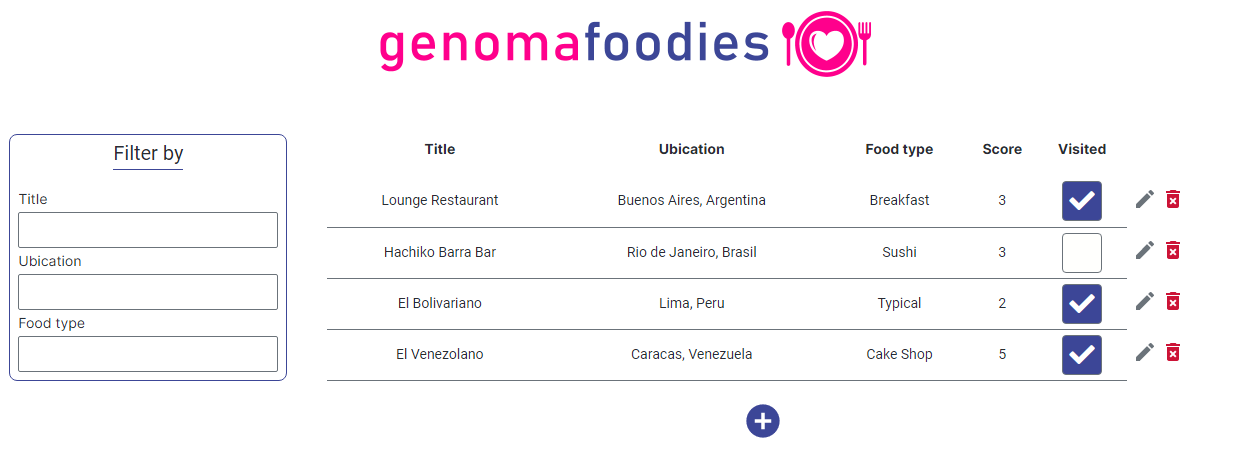 genomafoodies
Filter by
Title
Ubication
Food type
Title Ubication Food type Score Visited
Lounge Restaurant Buenos Aires, Argentina Breakfast 3
Hachiko Barra Bar Rio de Janeiro, Brasil Sushi 3
El Bolivariano Lima, Peru Typical 2
El Venezolano Caracas, Venezuela Cake Shop 5